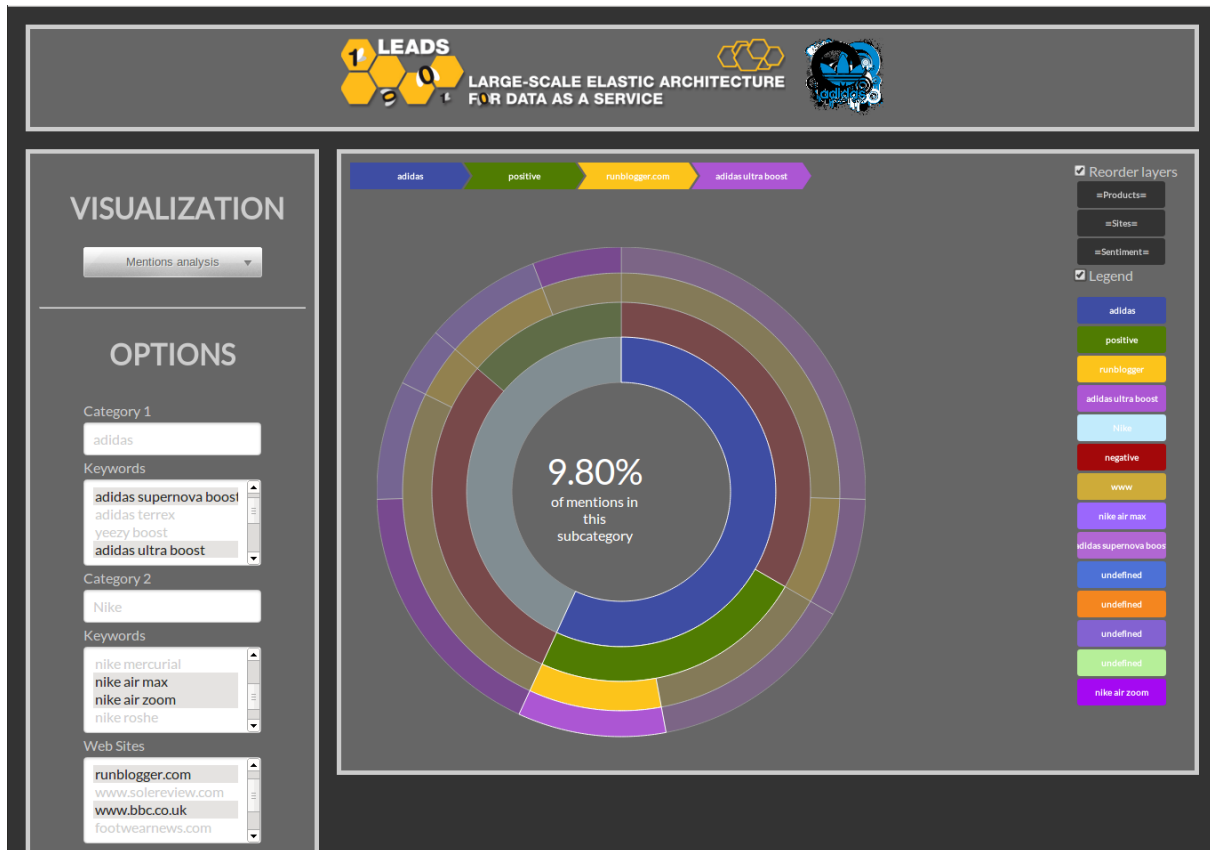 LEADS
LARGE-SCALE ELASTIC ARCHITECTURE
FOR DATA AS A SERVICE
adidas
VISUALIZATION
Mentions analysis
OPTIONS
Category 1
adidas
Keywords
adidas supernova boost
adidas terrex
yeezy boost
adidas ultra boost
Category 2
Nike
Keywords
nike mercurial
nike air max
nike air zoom
nike roshe
Web Sites
runblogger.com
www.solereview.com
www.bbc.co.uk
footwearnews.com
adidas
positive
runblogger.com
adidas ultra boost
9.80%
of mentions in
this
subcategory
Reorder layers
=Products=
=Sites=
=Sentiment=
Legend
adidas
positive
runblogger
adidas ultra boost
Nike
negative
www
nike air max
adidas supernova boost
undefined
undefined
undefined
undefined
nike air zoom